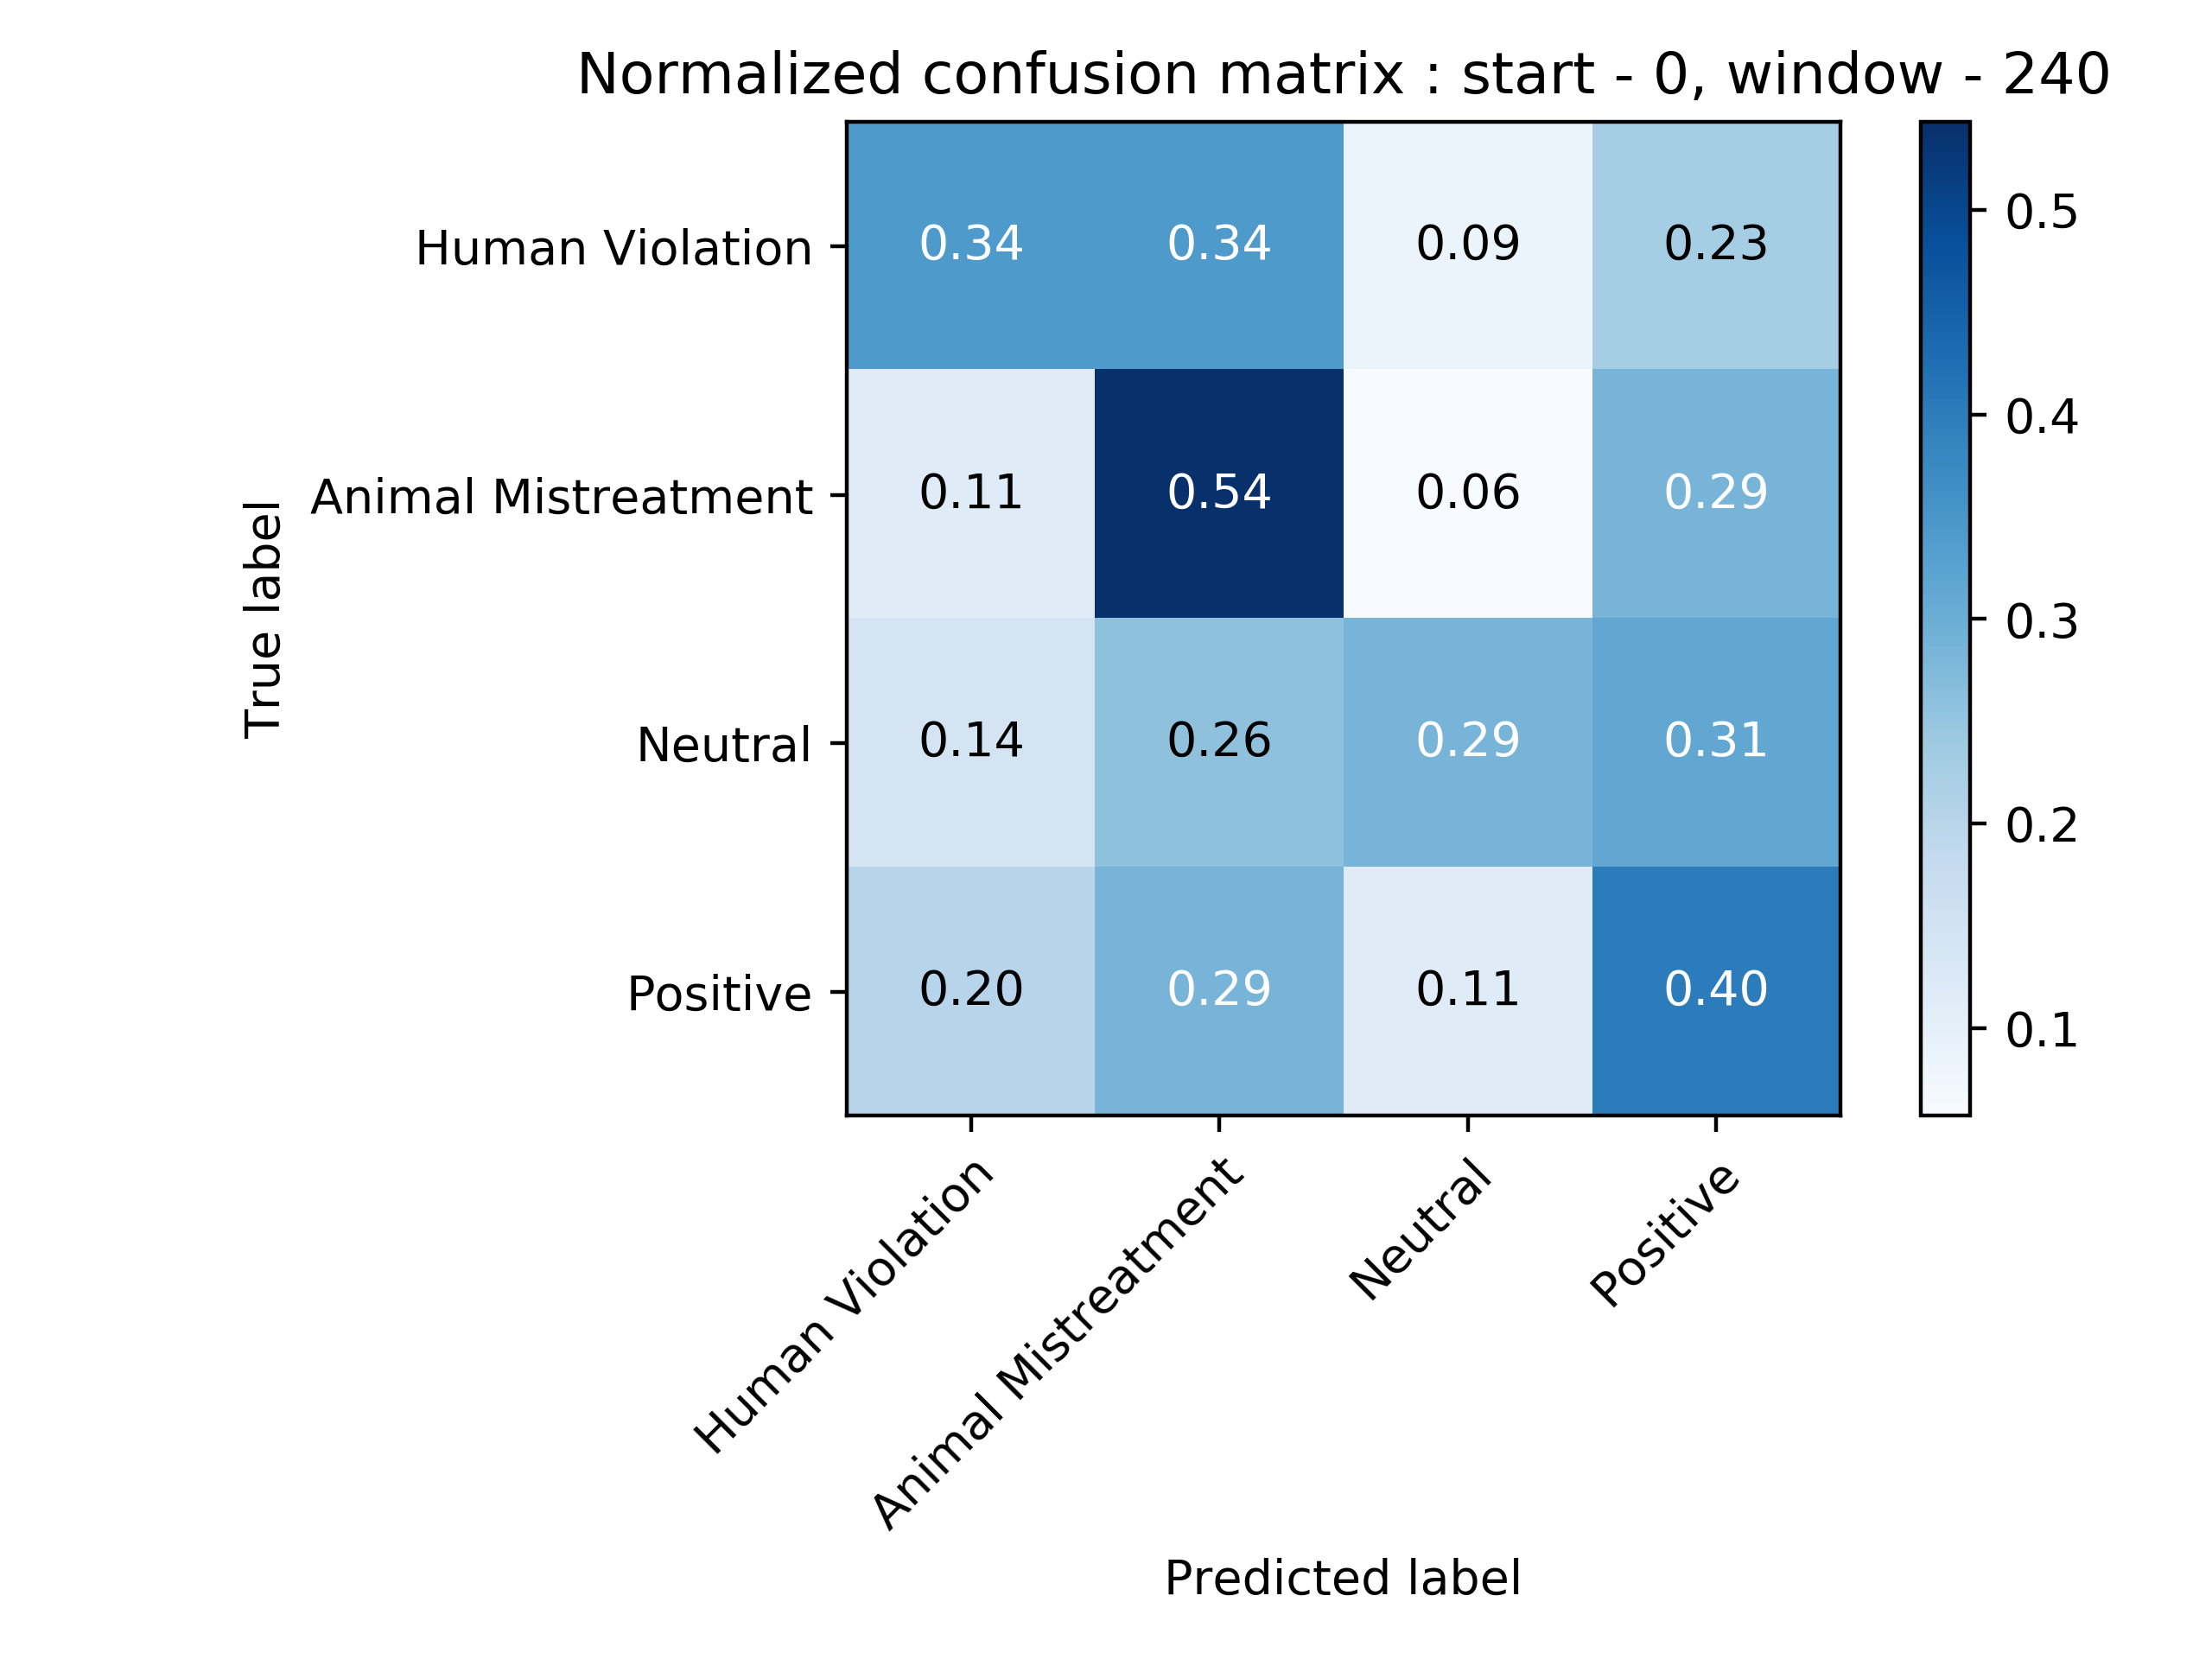 Normalized confusion matrix : start - 0, window - 240
True label
Human Violation
0.34 0.34 0.09 0.23
Animal Mistreatment
0.11 0.54 0.06 0.29
Neutral
0.14 0.26 0.29 0.31
Positive
0.20 0.29 0.11 0.40
Human Violation
Animal Mistreatment
Neutral
Positive
Predicted label
0.5
0.4
0.3
0.2
0.1